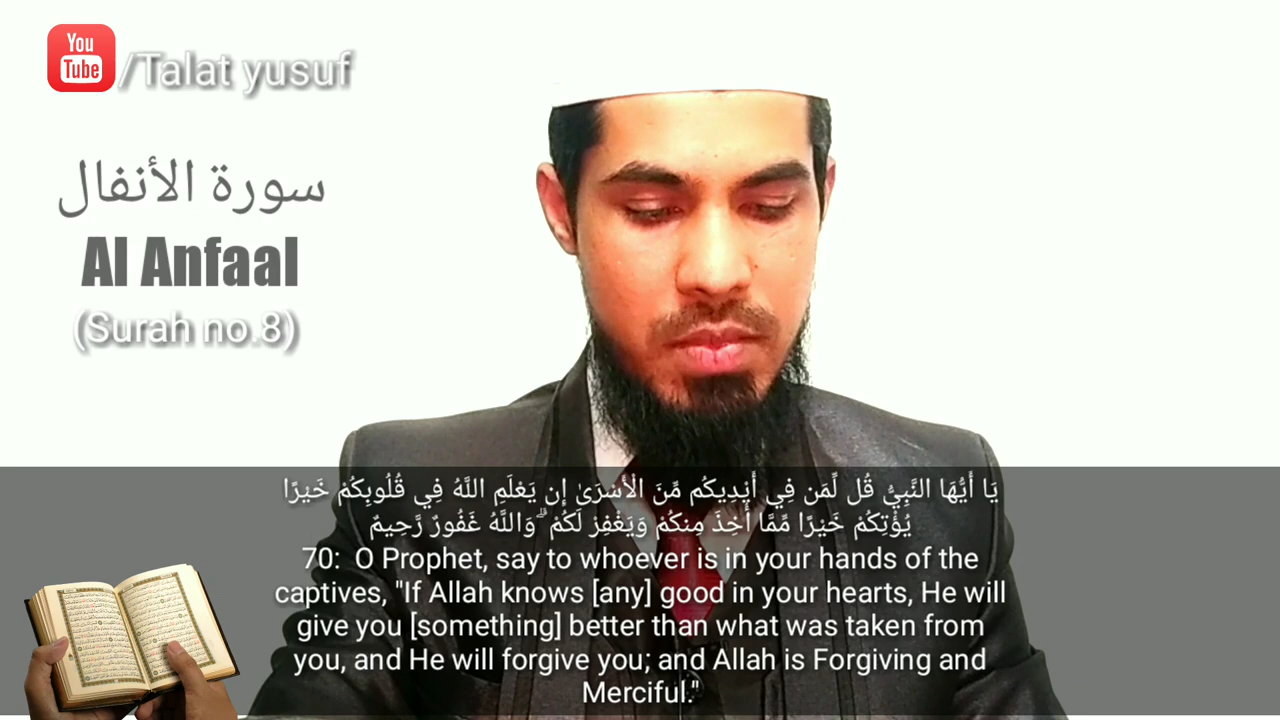 You
Tube
/Talat yusuf
سورة الأنفال
Al Anfaal
(Surah no.8)
يَا أَيُّهَا النَّبِيُّ قُل لِّمَن فِي أَيْدِيكُم مِّنَ الْأَسْرَىٰ إِن يَعْلَمِ اللَّهُ فِي قُلُوبِكُمْ خَيْرًا
يُؤْتِكُمْ خَيْرًا مِّمَّا أُخِذَ مِنكُمْ وَيَغْفِرْ لَكُمْ ۗ وَاللَّهُ غَفُورٌ رَّحِيمٌ
70:  O Prophet, say to whoever is in your hands of the
captives, "If Allah knows [any] good in your hearts, He will
give you [something] better than what was taken from
you, and He will forgive you; and Allah is Forgiving and
Merciful."